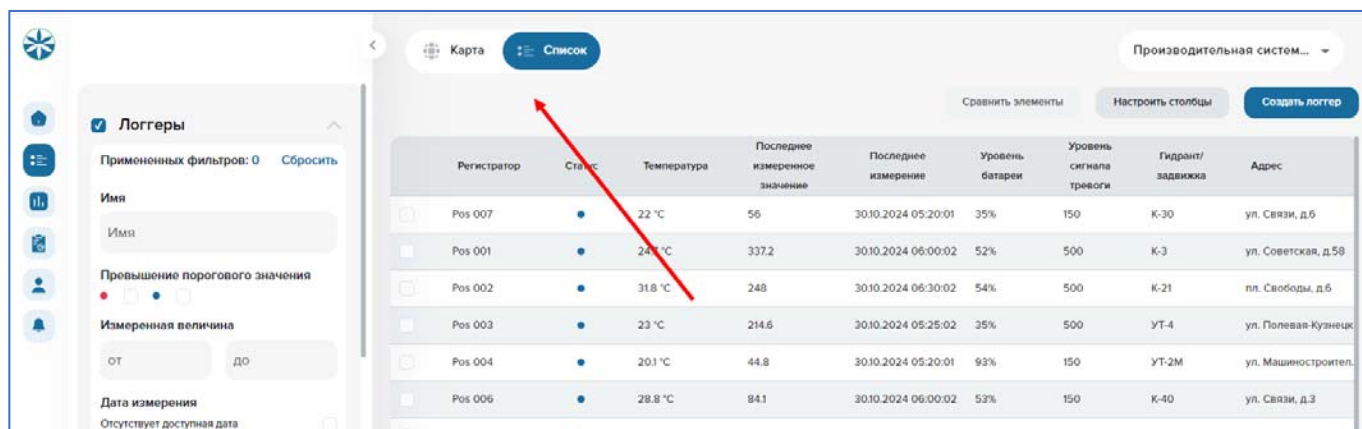 Карта
Список
Производительная систем...
Сравнить элементы
Настроить столбцы
Создать логгер
Логгеры
Примененных фильтров: 0 Сбросить
Имя
Имя
Превышение порогового значения
Измеренная величина
от до
Дата измерения
Отсутствует доступная дата
Регистратор Статус Температура Последнее измеренное значение Последнее измерение Уровень батареи Уровень сигнала тревоги Гидрант/задвижка Адрес
Pos 007 22 °C 56 30.10.2024 05:20:01 35% 150 К-30 ул. Связи, д.6
Pos 001 337.2 30.10.2024 06:00:02 52% 500 К-3 ул. Советская, д.58
Pos 002 31.8 °C 248 30.10.2024 06:30:02 54% 500 К-21 пл. Свободы, д.6
Pos 003 23 °C 214.6 30.10.2024 05:25:02 35% 500 УТ-4 ул. Полевая-Кузнецк
Pos 004 20.1 °C 44.8 30.10.2024 05:20:01 93% 150 УТ-2М ул. Машиностроител...
Pos 006 28.8 °C 84.1 30.10.2024 06:00:02 53% 150 К-40 ул. Связи, д.3